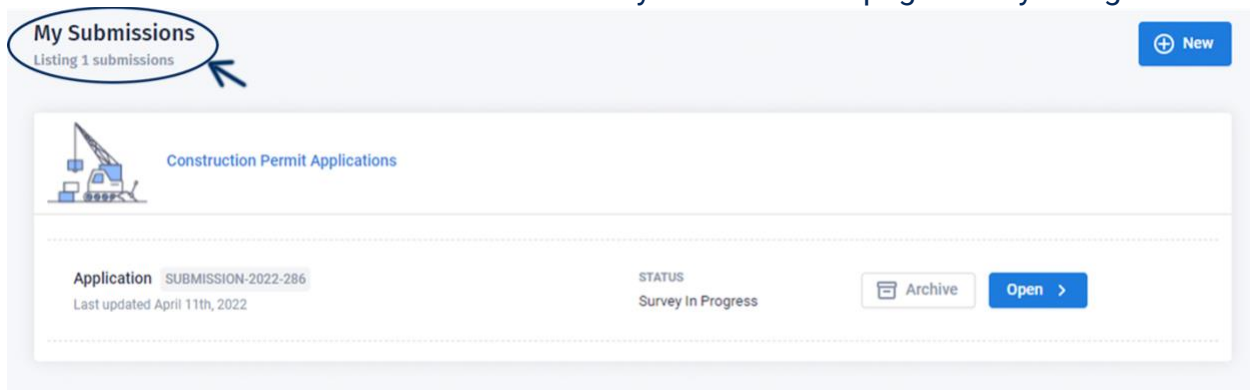 My Submissions
Listing 1 submissions
New
Construction Permit Applications
Application SUBMISSION-2022-286
Last updated April 11th, 2022
STATUS
Survey In Progress
Archive
Open